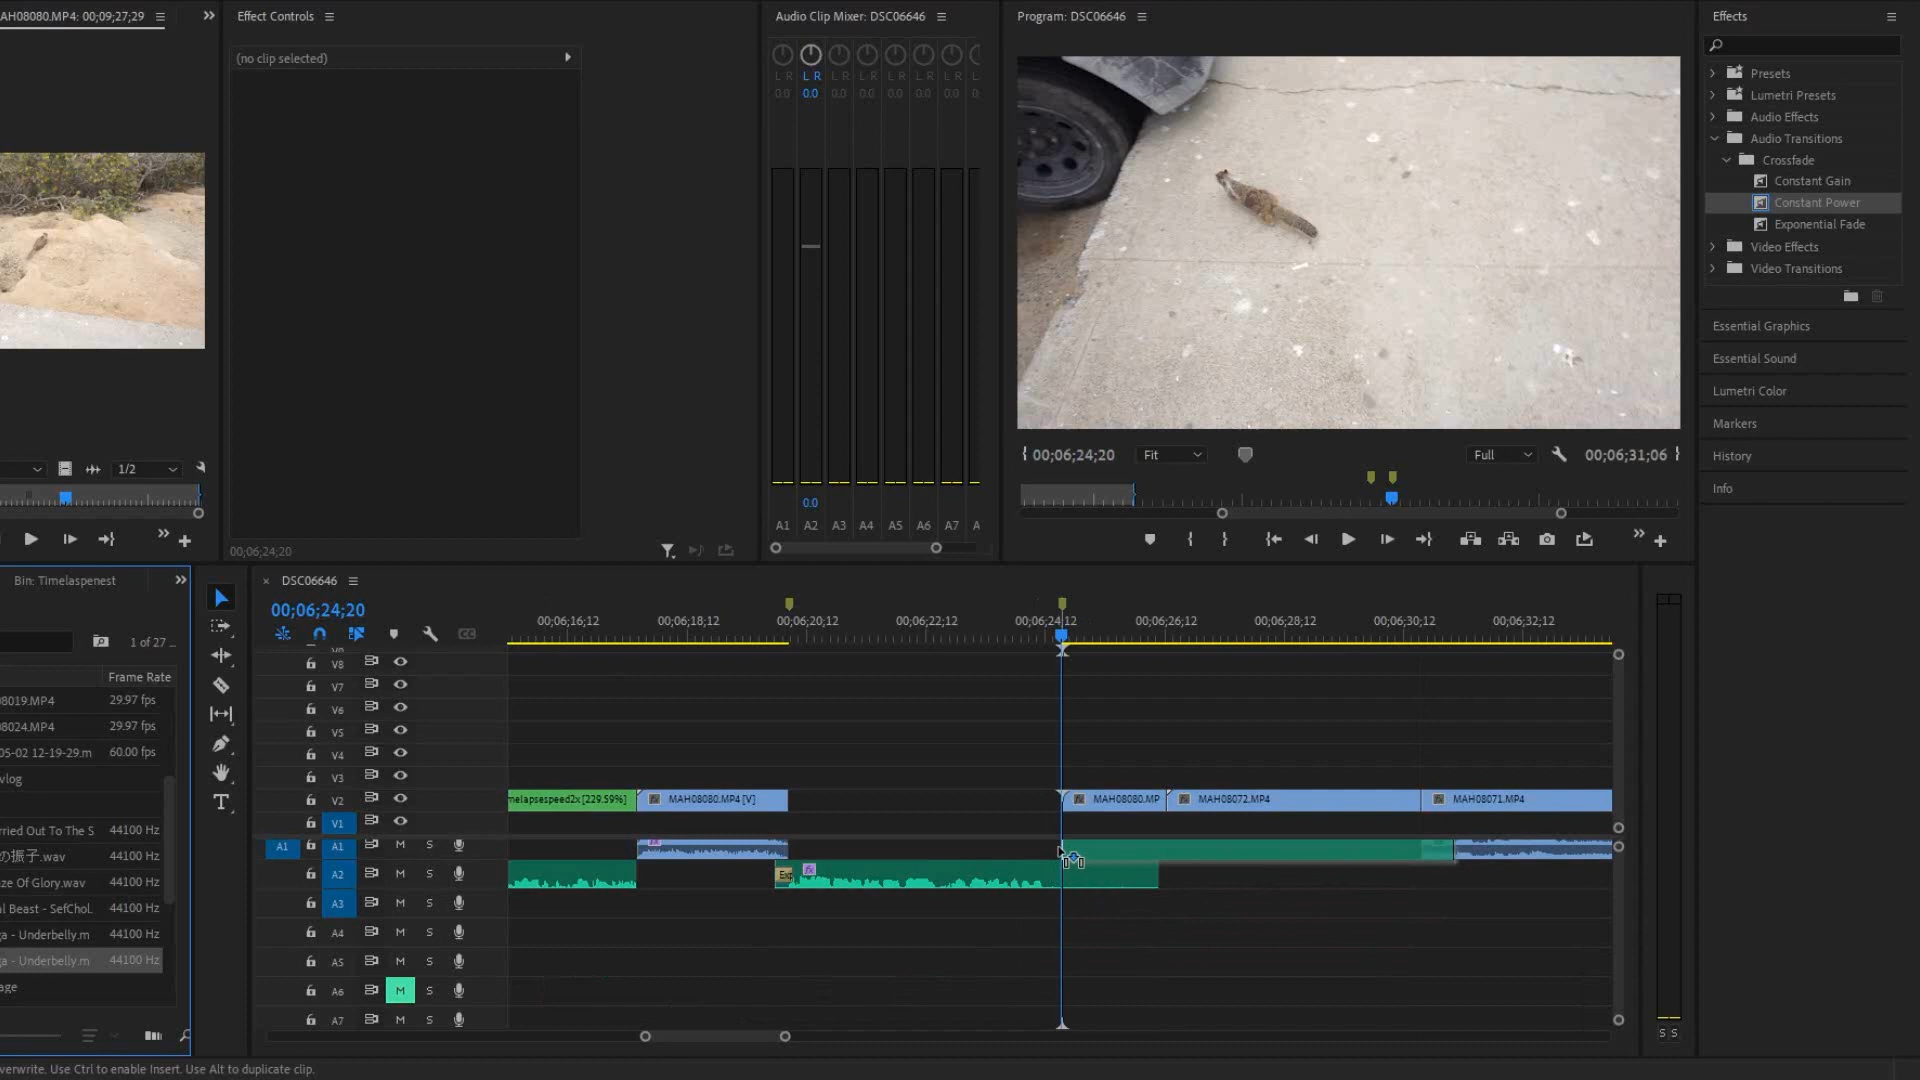 MAH08080.MP4: 00;09;27;29
Effect Controls
Audio Clip Mixer: DSC06646
Program: DSC06646
Effects
(no clip selected)
L R L R L R L R L R L R L R L
0.0 0.0 0.0 0.0 0.0 0.0 0.0
Presets
Lumetri Presets
Audio Effects
Audio Transitions
Crossfade
Constant Gain
Constant Power
Exponential Fade
Video Effects
Video Transitions
Essential Graphics
Essential Sound
Lumetri Color
Markers
History
Info
1/2
00;06;24;20
Fit
Full
00;06;31;06
0.0
A1 A2 A3 A4 A5 A6 A7 A
00;06;24;20
Bin: Timelaspenest
DSC06646
00;06;24;20
00;06;16;12 00;06;18;12 00;06;20;12 00;06;22;12 00;06;24;12 00;06;26;12 00;06;28;12 00;06;30;12 00;06;32;12
1 of 27 ...
Frame Rate
08019.MP4 29.97 fps
08024.MP4 29.97 fps
05-02 12-19-29.m 60.00 fps
vlog
rried Out To The S 44100 Hz
の振子.wav 44100 Hz
ze Of Glory.wav 44100 Hz
al Beast - SefChol. 44100 Hz
ga - Underbelly.m 44100 Hz
ga - Underbelly.m 44100 Hz
age
V8
V7
V6
V5
V4
V3
V2 melapsespeed2x [229.59%] MAH08080.MP4 [V] MAH08080.MP MAH08072.MP4 MAH08071.MP4
V1
A1 A1 M S
A2 M S Exp fx
A3 M S
A4 M S
A5 M S
A6 M S
A7 M S
S S
verwrite. Use Ctrl to enable Insert. Use Alt to duplicate clip.